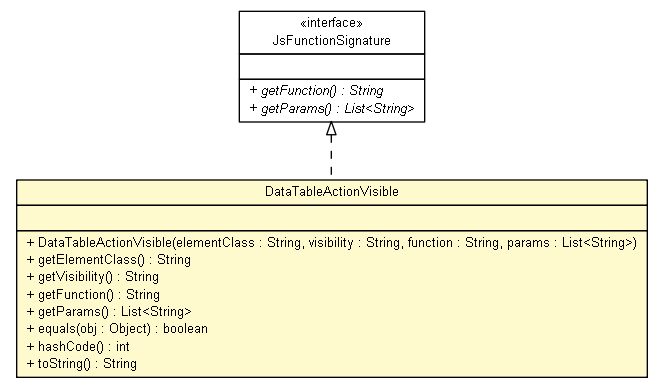 «interface»
JsFunctionSignature
+ getFunction() : String
+ getParams() : List<String>
DataTableActionVisible
+ DataTableActionVisible(elementClass : String, visibility : String, function : String, params : List<String>)
+ getElementClass() : String
+ getVisibility() : String
+ getFunction() : String
+ getParams() : List<String>
+ equals(obj : Object) : boolean
+ hashCode() : int
+ toString() : String